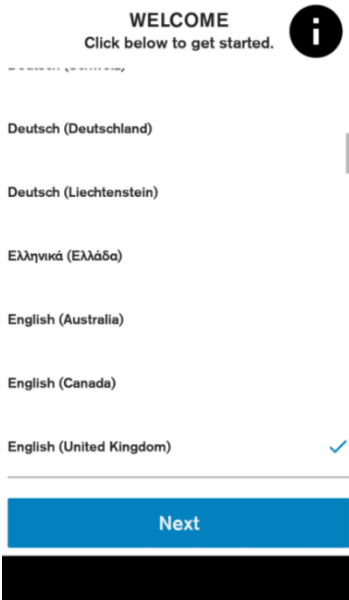 WELCOME
Click below to get started.
Deutsch (Deutschland)
Deutsch (Liechtenstein)
Ελληνικά (Ελλάδα)
English (Australia)
English (Canada)
English (United Kingdom)
Next